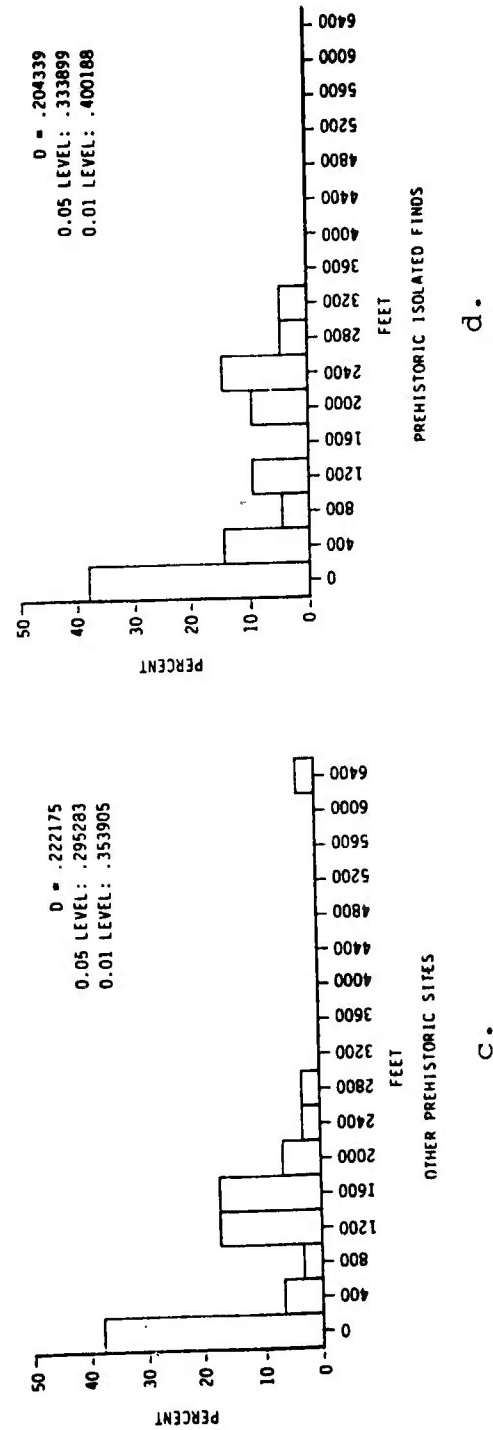 D = .222175
0.05 LEVEL: .295283
0.01 LEVEL: .353905
50
40
30
20
10
0
PERCENT
0 400 800 1200 1600 2000 2400 2800 3200 3600 4000 4400 4800 5200 5600 6000 6400
FEET
OTHER PREHISTORIC SITES
c.
D = .204339
0.05 LEVEL: .333899
0.01 LEVEL: .400188
50
40
30
20
10
0
PERCENT
0 400 800 1200 1600 2000 2400 2800 3200 3600 4000 4400 4800 5200 5600 6000 6400
FEET
PREHISTORIC ISOLATED FINDS
d.